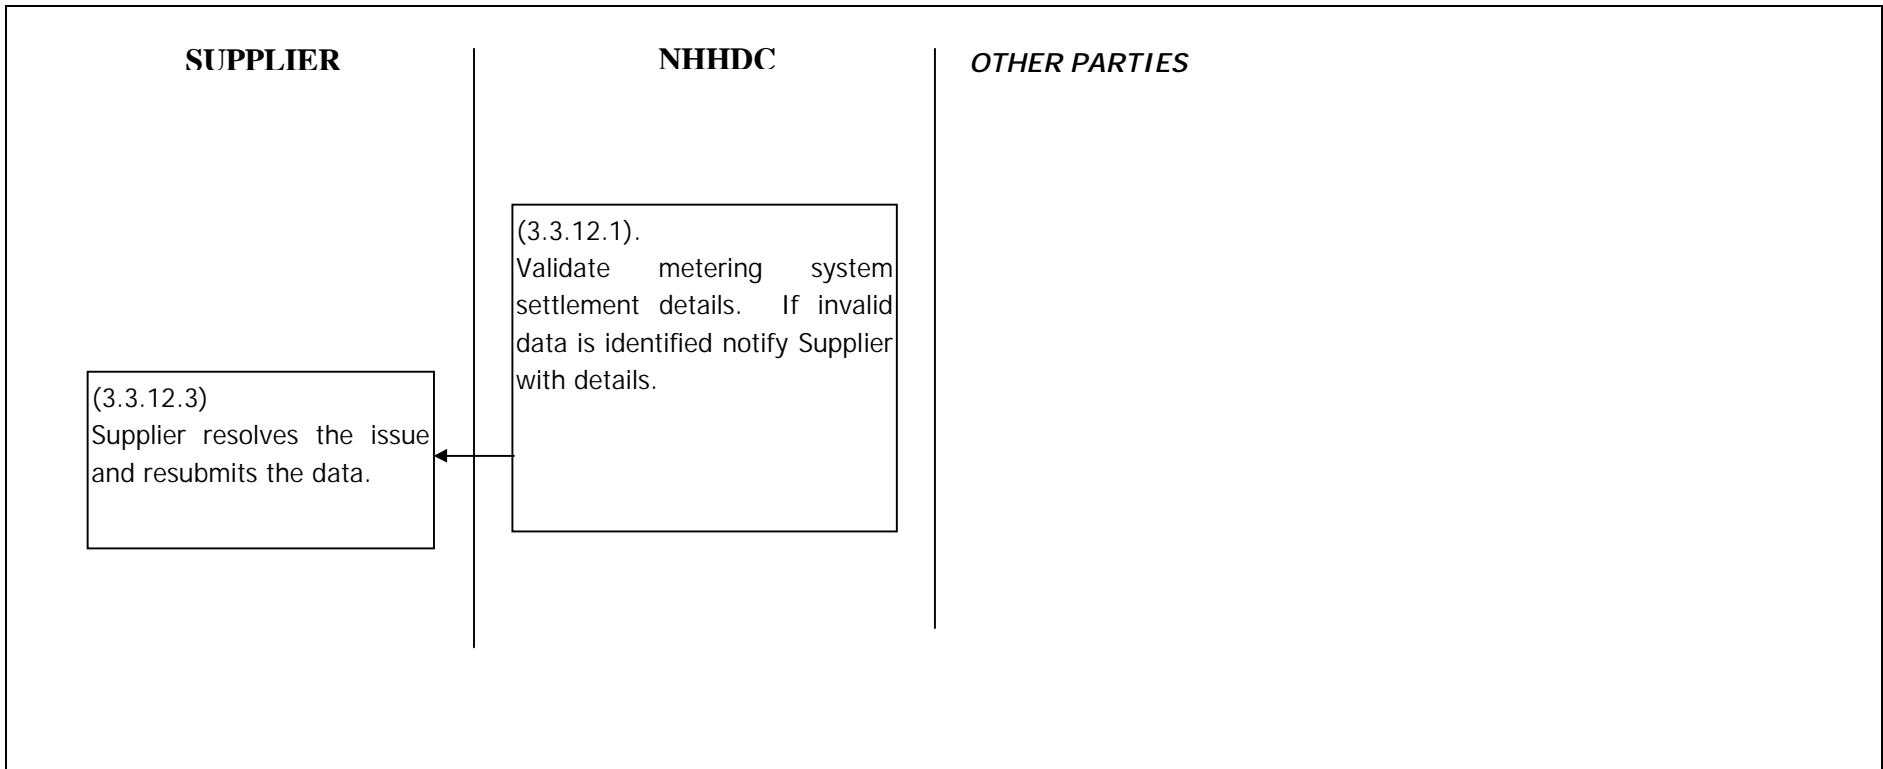 SUPPLIER
NHHDC
OTHER PARTIES
(3.3.12.1).
Validate metering system
settlement details. If invalid
data is identified notify Supplier
with details.
(3.3.12.3)
Supplier resolves the issue
and resubmits the data.